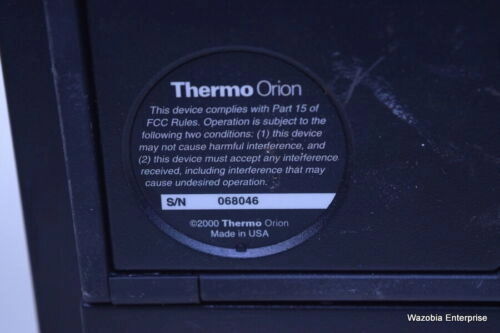 Thermo Orion
This device complies with Part 15 of
FCC Rules. Operation is subject to the
following two conditions: (1) this device
may not cause harmful interference, and
(2) this device must accept any interference
received, including interference that may
cause undesired operation.
S/N 068046
©2000 Thermo Orion
Made in USA
Wazobia Enterprise